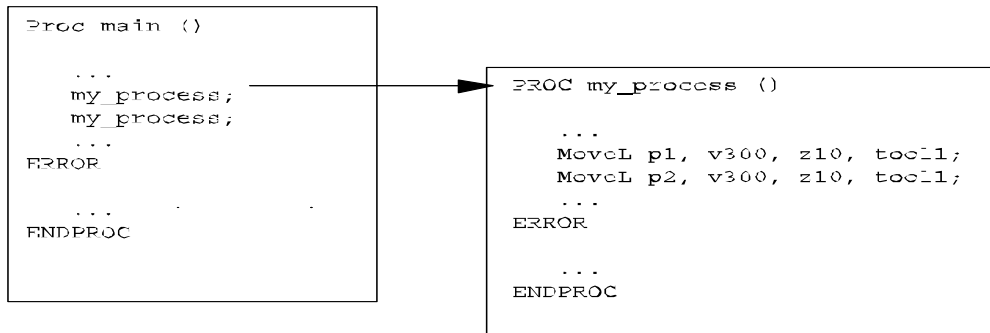 Proc main ()
...
my_process;
my_process;
...
ERROR
...
ENDPROC
PROC my_process ()
...
MoveL p1, v300, z10, tool1;
MoveL p2, v300, z10, tool1;
...
ERROR
...
ENDPROC